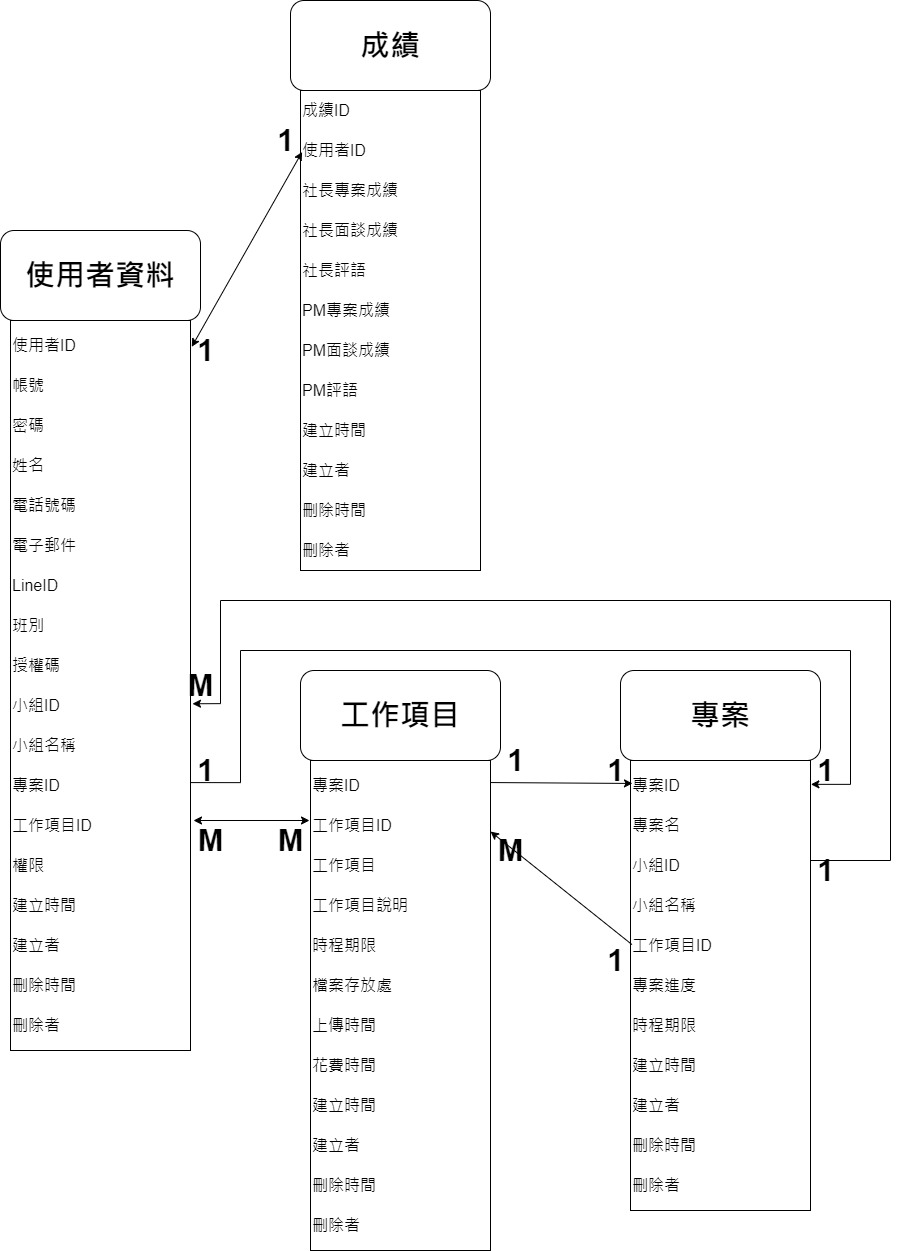 成績
成績ID
1
使用者ID
社長專案成績
社長面談成績
社長評語
PM專案成績
PM面談成績
PM評語
建立時間
建立者
刪除時間
刪除者
使用者資料
使用者ID
1
帳號
密碼
姓名
電話號碼
電子郵件
LineID
班別
授權碼
M
小組ID
小組名稱
1
專案ID
工作項目ID
M
權限
建立時間
建立者
刪除時間
刪除者
工作項目
1
專案ID
工作項目ID
M
M
工作項目
工作項目說明
時程期限
檔案存放處
上傳時間
花費時間
建立時間
建立者
刪除時間
刪除者
專案
1
1
專案ID
專案名
小組ID
1
小組名稱
工作項目ID
1
專案進度
時程期限
建立時間
建立者
刪除時間
刪除者